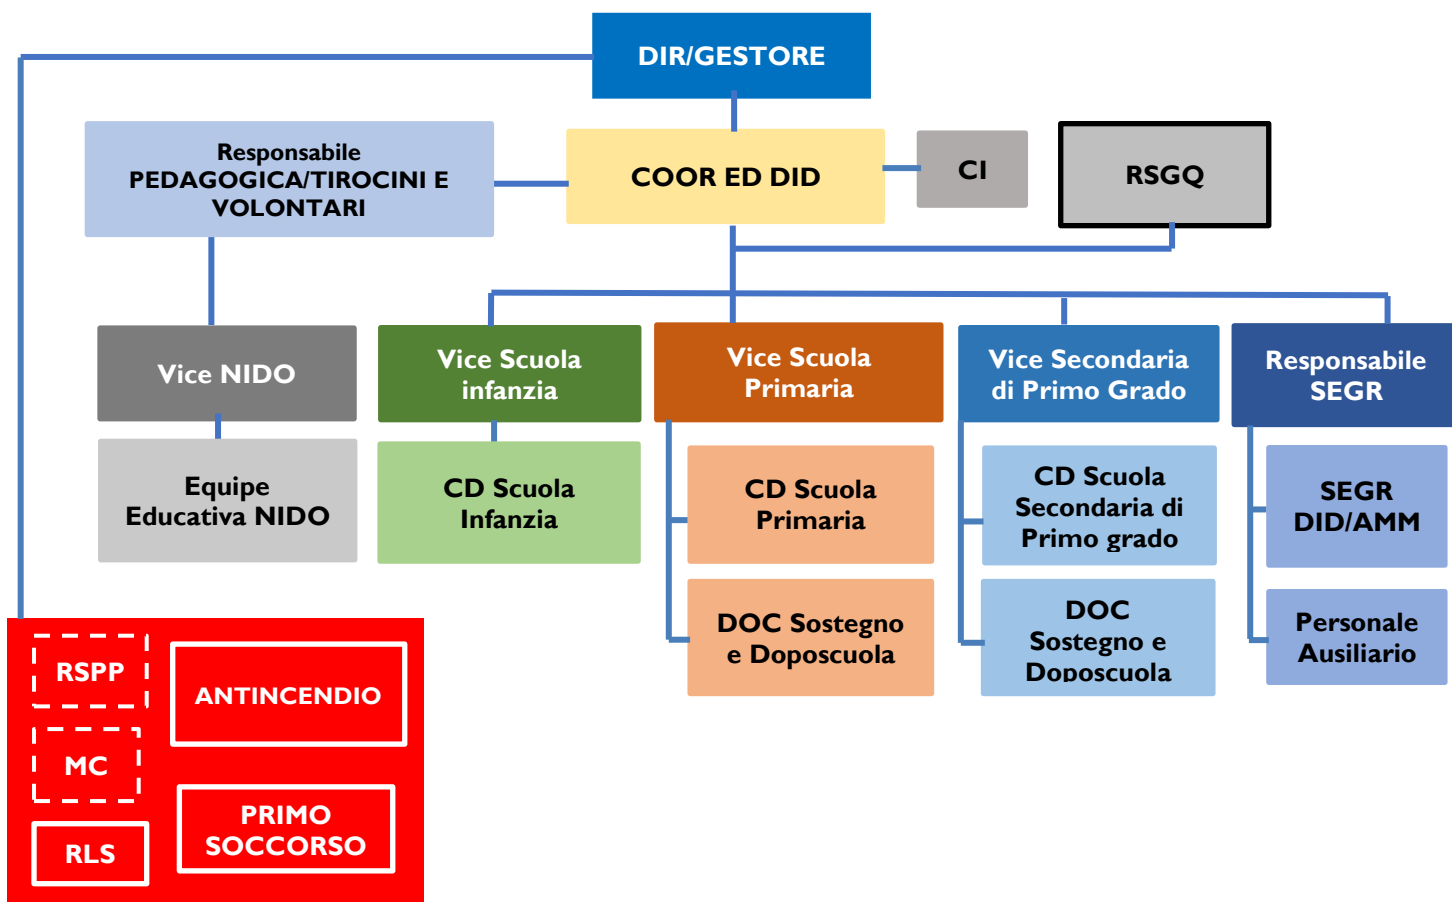 DIR/GESTORE
Responsabile
PEDAGOGICA/TIROCINI E
VOLONTARI
COOR ED DID
CI
RSGQ
Vice NIDO
Vice Scuola
infanzia
Vice Scuola
Primaria
Vice Secondaria
di Primo Grado
Responsabile
SEGR
Equipe
Educativa NIDO
CD Scuola
Infanzia
CD Scuola
Primaria
CD Scuola
Secondaria di
Primo grado
SEGR
DID/AMM
DOC Sostegno
e Doposcuola
DOC
Sostegno e
Doposcuola
Personale
Ausiliario
RSPP
ANTINCENDIO
MC
PRIMO
SOCCORSO
RLS